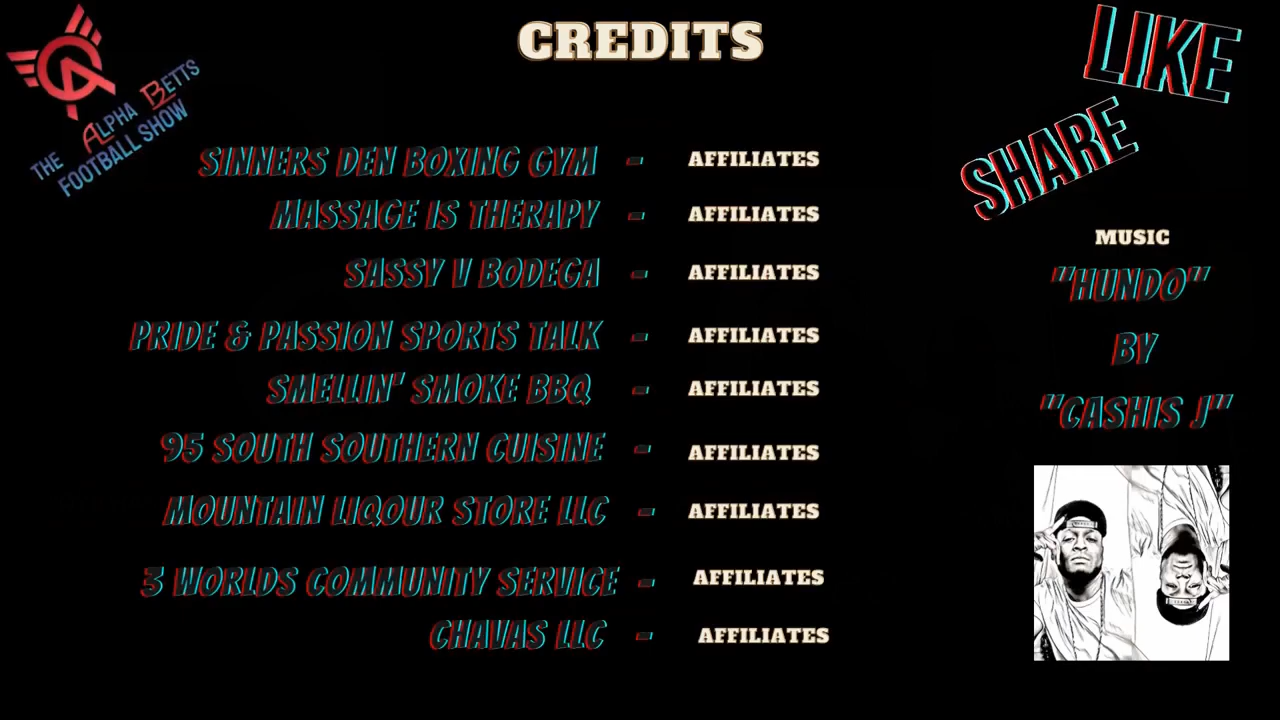 CREDITS
THE ALPHA BETTS
FOOTBALL SHOW
LIKE
SHARE
SINNERS DEN BOXING GYM - AFFILIATES
MASSAGE IS THERAPY - AFFILIATES
SASSY V BODEGA - AFFILIATES
PRIDE & PASSION SPORTS TALK - AFFILIATES
SMELLIN' SMOKE BBQ - AFFILIATES
95 SOUTH SOUTHERN CUISINE - AFFILIATES
MOUNTAIN LIQOUR STORE LLC - AFFILIATES
3 WORLDS COMMUNITY SERVICE - AFFILIATES
CHAVAS LLC - AFFILIATES
MUSIC
"HUNDO"
BY
"CASHIS J"